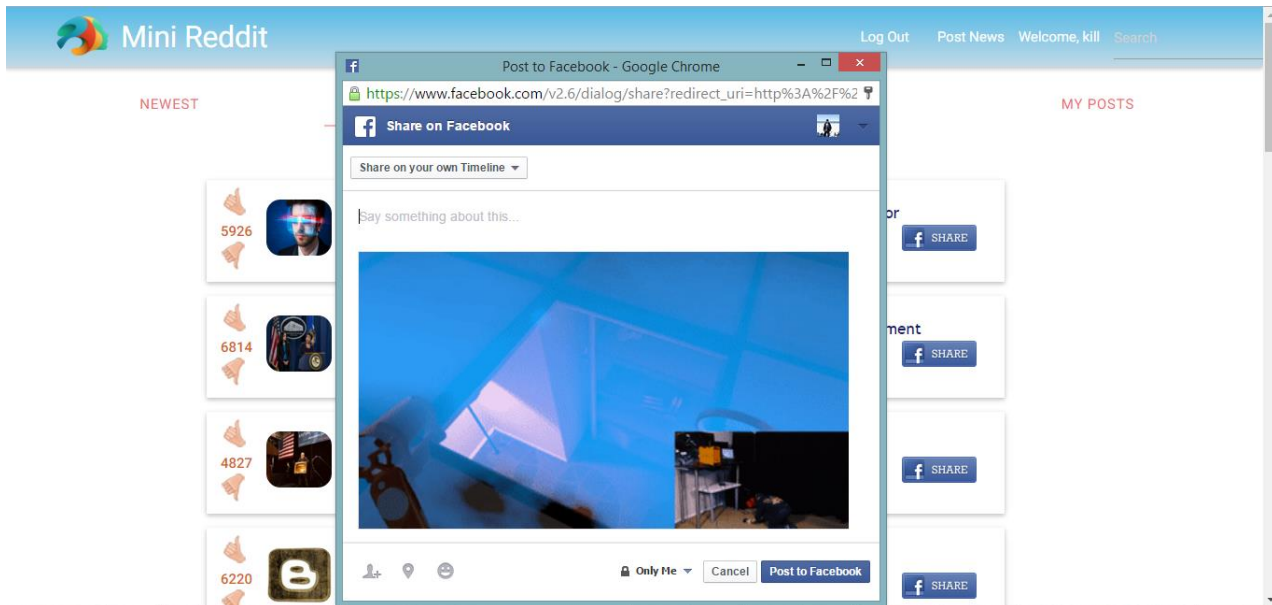 Mini Reddit
Log Out Post News Welcome, kill Search
Post to Facebook - Google Chrome
https://www.facebook.com/v2.6/dialog/share?redirect_uri=http%3A%2F%2
NEWEST
MY POSTS
f Share on Facebook
Share on your own Timeline
Say something about this...
or
5926
f SHARE
ment
6814
f SHARE
4827
f SHARE
6220
f SHARE
Only Me Cancel Post to Facebook